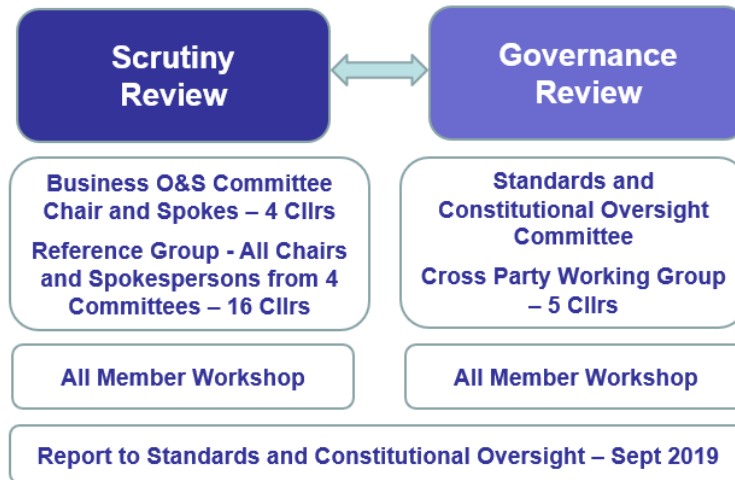 Scrutiny
Review
Governance
Review
Business O&S Committee
Chair and Spokes – 4 Cllrs
Reference Group - All Chairs
and Spokespersons from 4
Committees – 16 Cllrs
Standards and
Constitutional Oversight
Committee
Cross Party Working Group
– 5 Cllrs
All Member Workshop
All Member Workshop
Report to Standards and Constitutional Oversight – Sept 2019